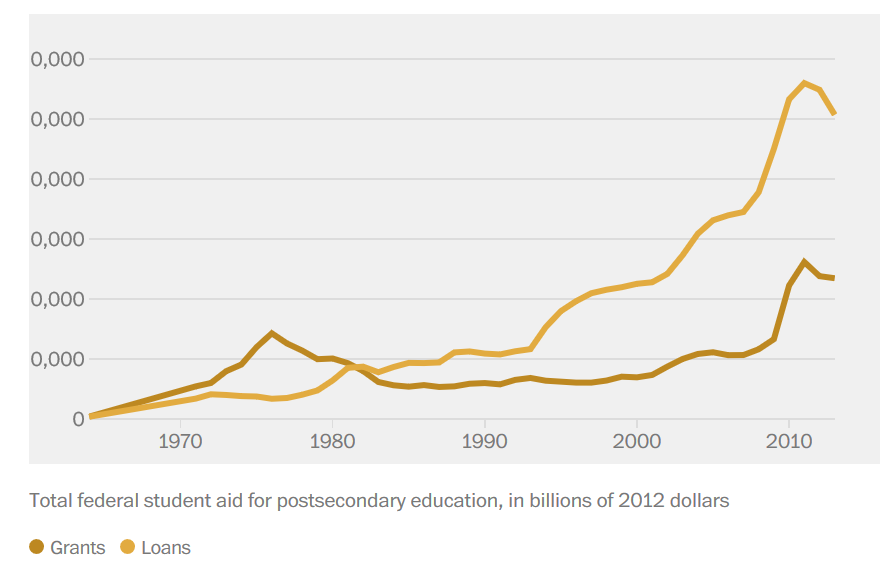 0,000
0,000
0,000
0,000
0,000
0,000
0
1970 1980 1990 2000 2010
Total federal student aid for postsecondary education, in billions of 2012 dollars
Grants Loans